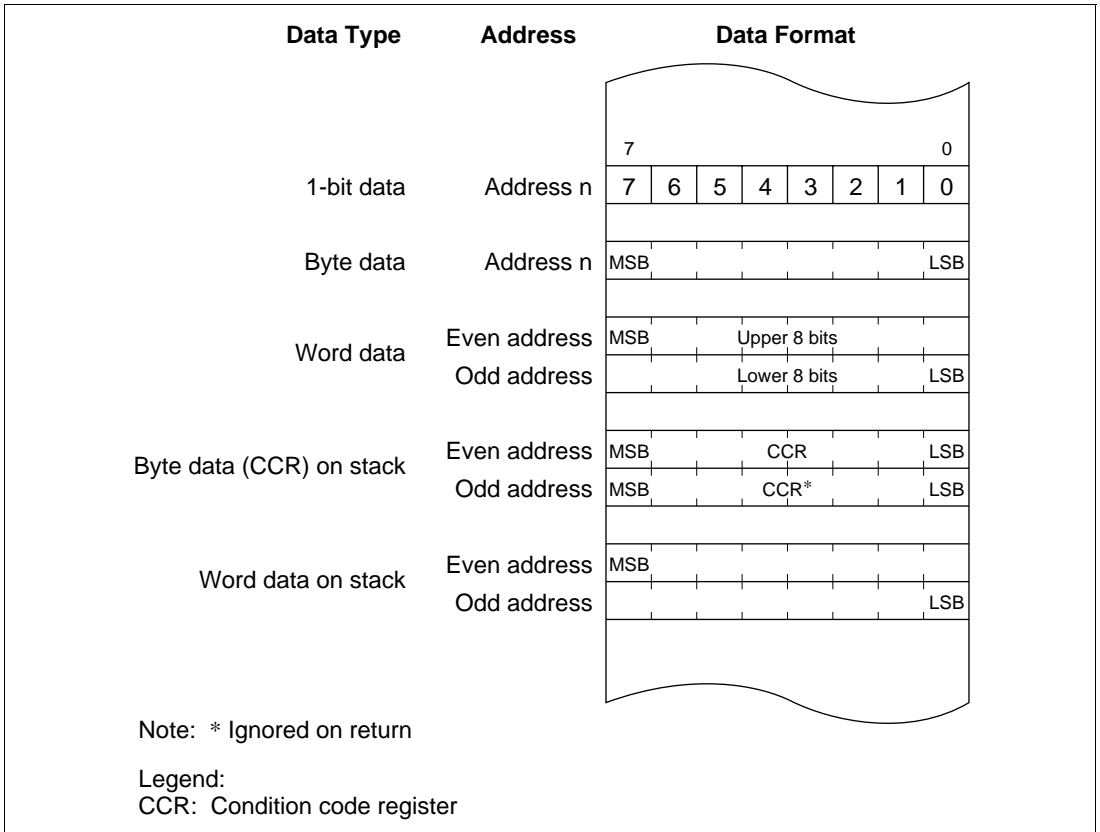 Data Type Address Data Format
7 0
1-bit data Address n 7 6 5 4 3 2 1 0
Byte data Address n MSB LSB
Word data
Even address MSB Upper 8 bits
Odd address Lower 8 bits LSB
Byte data (CCR) on stack
Even address MSB CCR LSB
Odd address MSB CCR* LSB
Word data on stack
Even address MSB
Odd address LSB
Note: * Ignored on return
Legend:
CCR: Condition code register